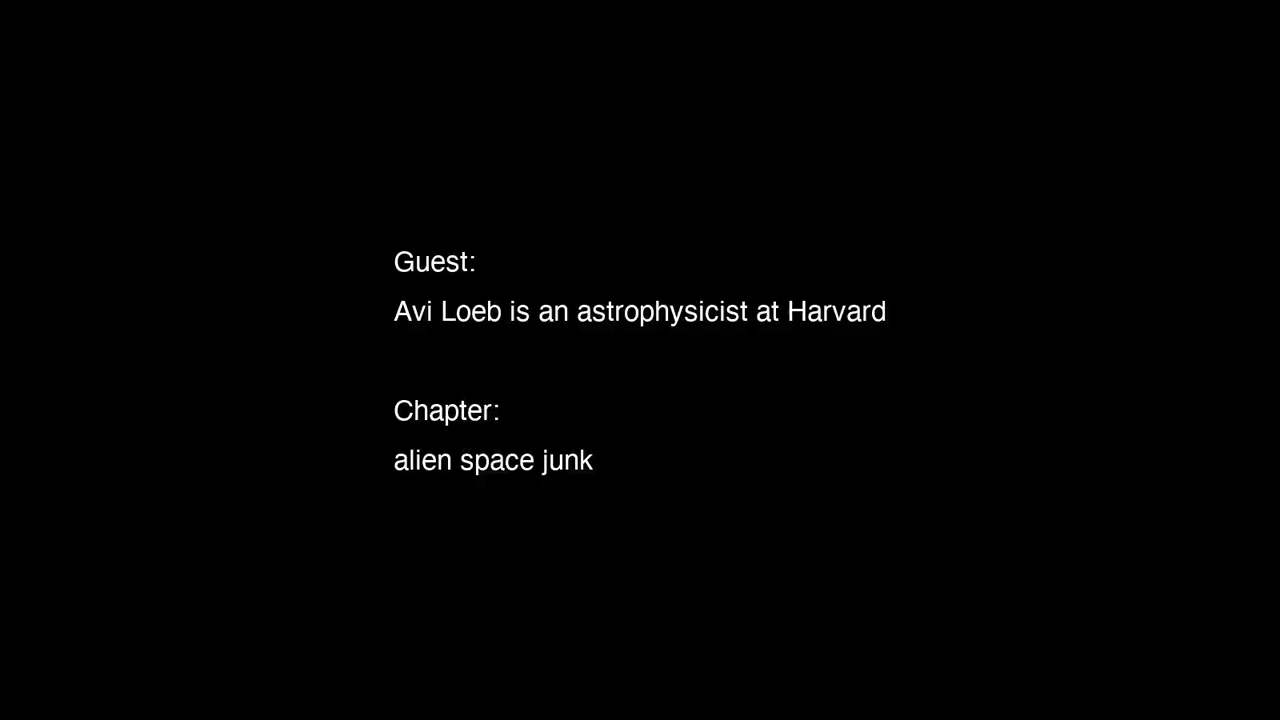 Guest:
Avi Loeb is an astrophysicist at Harvard
Chapter:
alien space junk